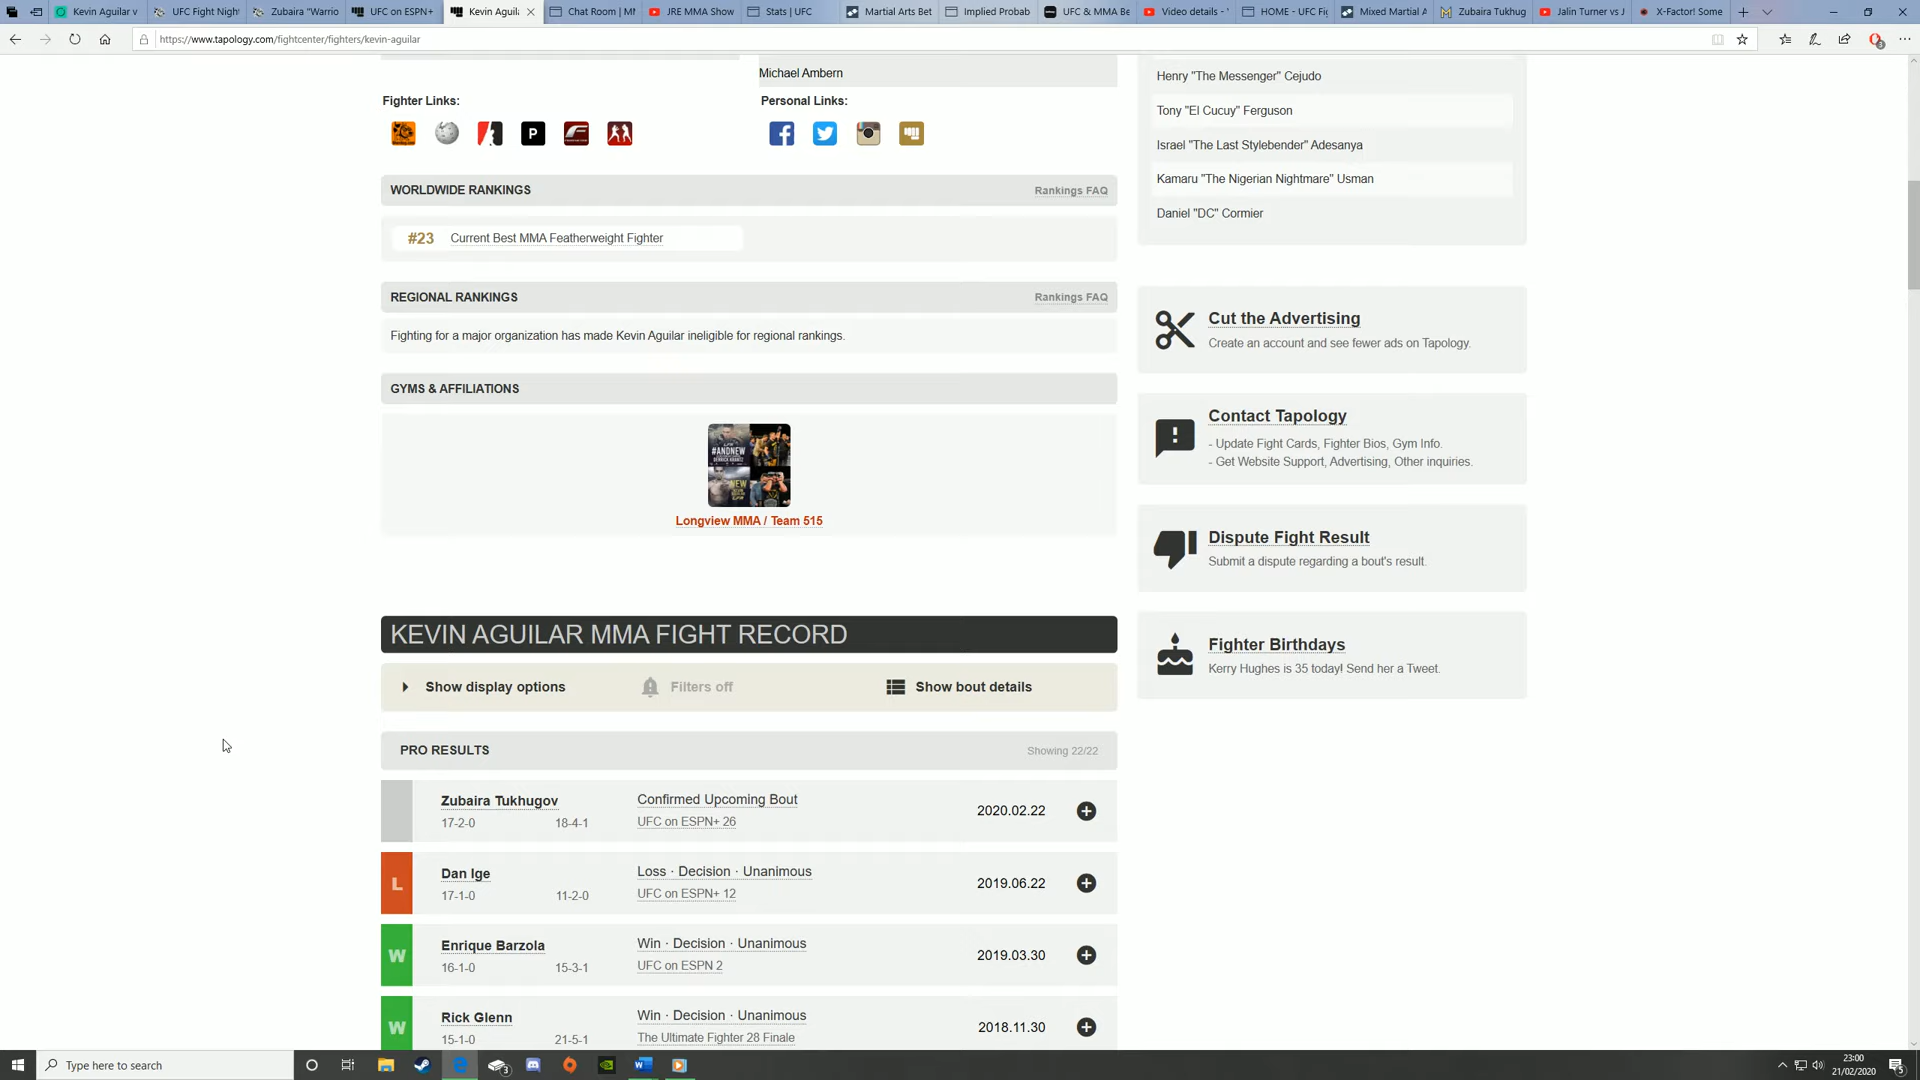 Kevin Aguilar v
UFC Fight Night
Zubaira "Warrio
UFC on ESPN+
Kevin Aguila
Chat Room | MM
JRE MMA Show
Stats | UFC
Martial Arts Bet
Implied Probab
UFC & MMA Be
Video details -
HOME - UFC Fig
Mixed Martial A
Zubaira Tukhug
Jalin Turner vs J
X-Factor! Some
https://www.tapology.com/fightcenter/fighters/kevin-aguilar
Michael Ambern
Fighter Links:
Personal Links:
P
WORLDWIDE RANKINGS
Rankings FAQ
#23 Current Best MMA Featherweight Fighter
REGIONAL RANKINGS
Rankings FAQ
Fighting for a major organization has made Kevin Aguilar ineligible for regional rankings.
GYMS & AFFILIATIONS
#ANDNEW
Longview MMA / Team 515
KEVIN AGUILAR MMA FIGHT RECORD
Show display options
Filters off
Show bout details
PRO RESULTS
Showing 22/22
Zubaira Tukhugov
17-2-0 18-4-1
Confirmed Upcoming Bout
UFC on ESPN+ 26
2020.02.22
L
Dan Ige
17-1-0 11-2-0
Loss · Decision · Unanimous
UFC on ESPN+ 12
2019.06.22
W
Enrique Barzola
16-1-0 15-3-1
Win · Decision · Unanimous
UFC on ESPN 2
2019.03.30
W
Rick Glenn
15-1-0 21-5-1
Win · Decision · Unanimous
The Ultimate Fighter 28 Finale
2018.11.30
Henry "The Messenger" Cejudo
Tony "El Cucuy" Ferguson
Israel "The Last Stylebender" Adesanya
Kamaru "The Nigerian Nightmare" Usman
Daniel "DC" Cormier
Cut the Advertising
Create an account and see fewer ads on Tapology.
Contact Tapology
- Update Fight Cards, Fighter Bios, Gym Info.
- Get Website Support, Advertising, Other inquiries.
Dispute Fight Result
Submit a dispute regarding a bout's result.
Fighter Birthdays
Kerry Hughes is 35 today! Send her a Tweet.
Type here to search
23:00
21/02/2020